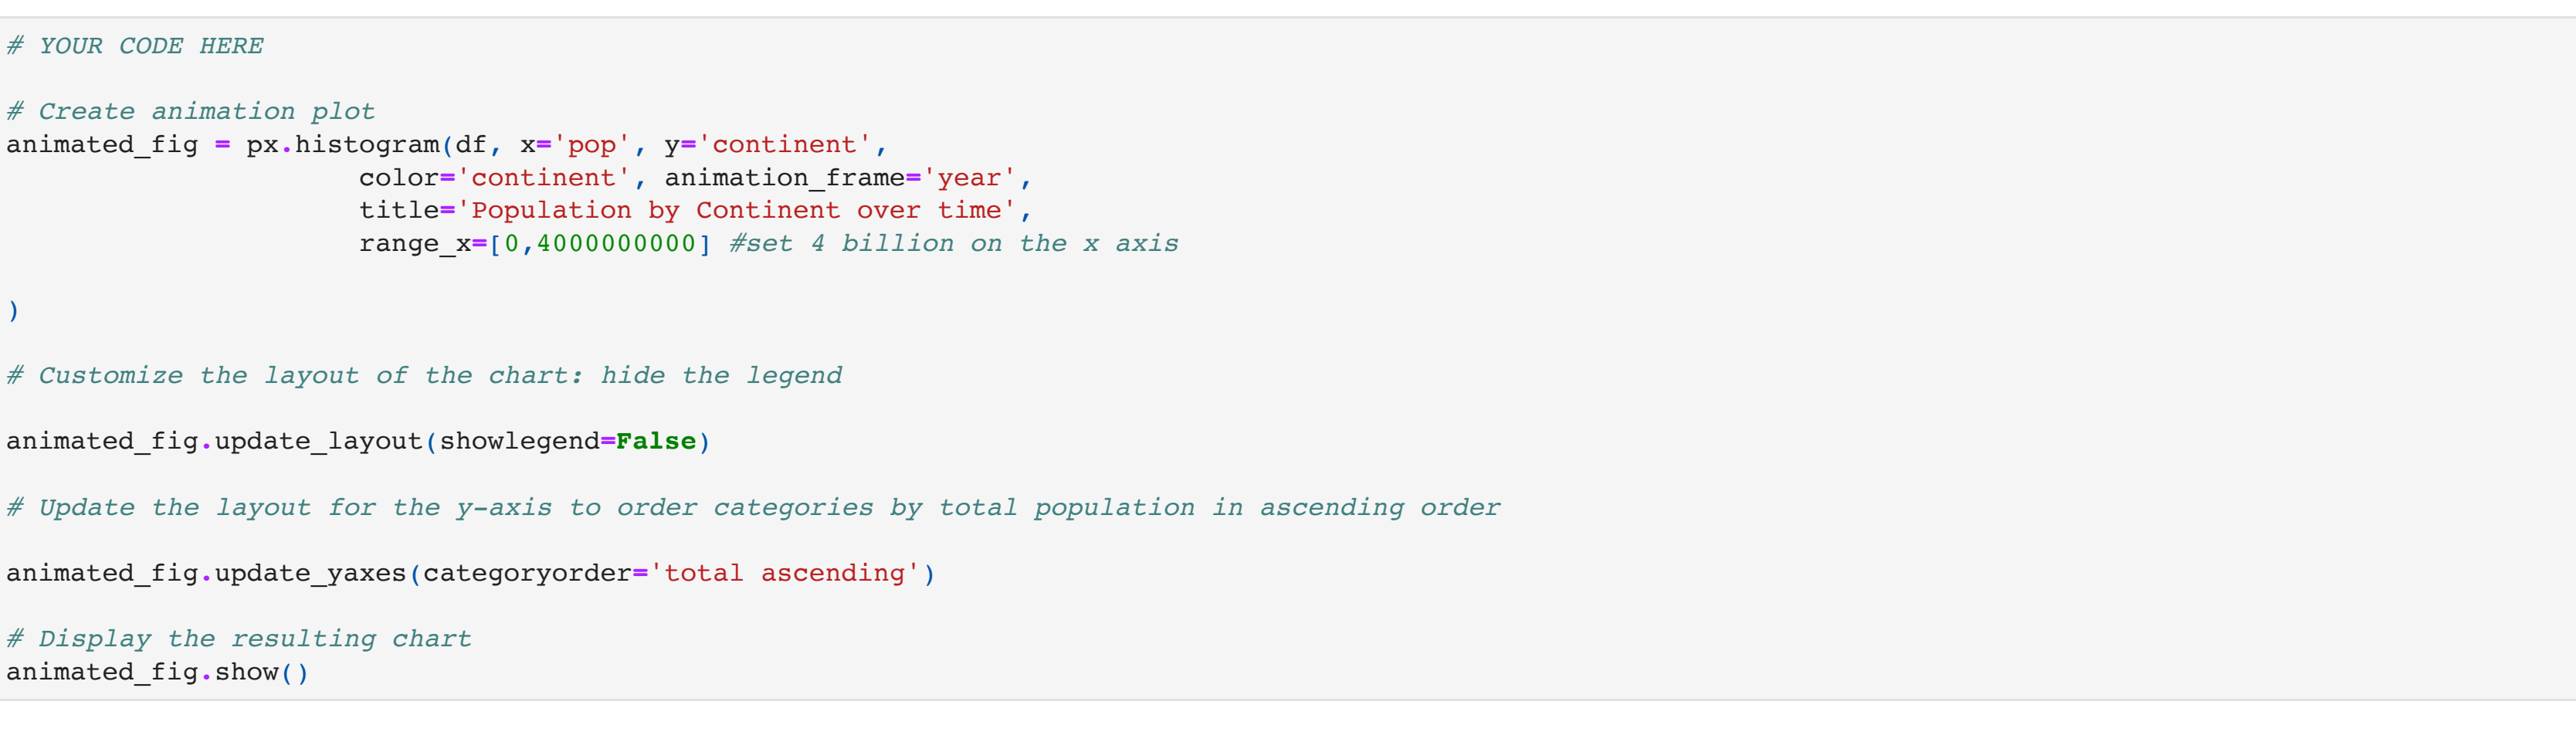 # YOUR CODE HERE
# Create animation plot
animated_fig = px.histogram(df, x='pop', y='continent',
color='continent', animation_frame='year',
title='Population by Continent over time',
range_x=[0,4000000000] #set 4 billion on the x axis
)
# Customize the layout of the chart: hide the legend
animated_fig.update_layout(showlegend=False)
# Update the layout for the y-axis to order categories by total population in ascending order
animated_fig.update_yaxes(categoryorder='total ascending')
# Display the resulting chart
animated_fig.show()